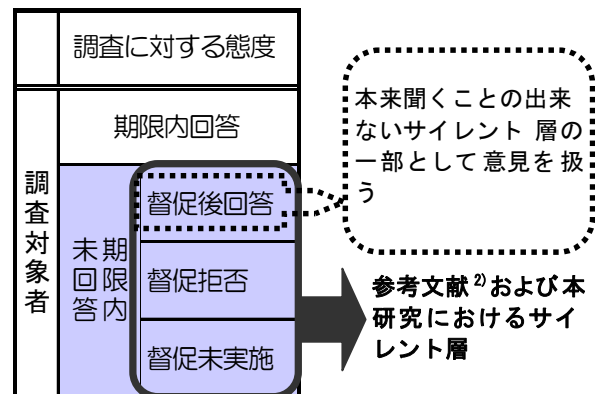 調査に対する態度
調査対象者
期限内回答
期限内
未回答
督促後回答
督促拒否
督促未実施
本来聞くことの出来
ないサイレント 層の
一部として 意見を 扱
う
参考文献2)および本
研究におけるサイ
レント層